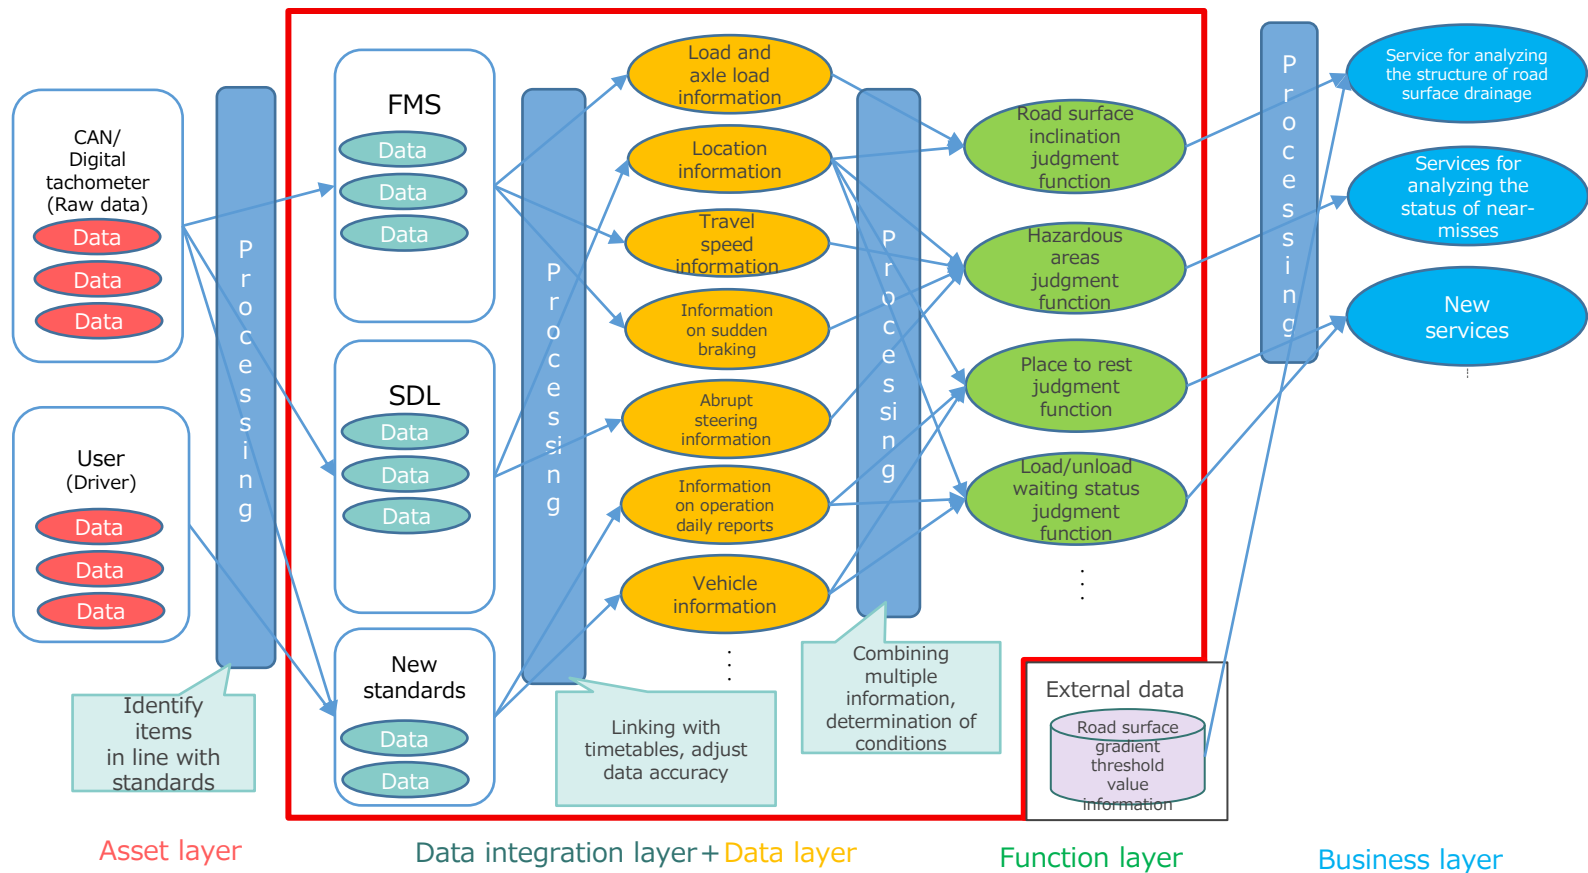 CAN/
Digital
tachometer
(Raw data)
Data
Data
Data
User
(Driver)
Data
Data
Data
Processing
Identify
items
in line with
standards
FMS
Data
Data
Data
SDL
Data
Data
Data
New
standards
Data
Data
Processing
Linking with
timetables, adjust
data accuracy
Load and
axle load
information
Location
information
Travel
speed
information
Information
on sudden
braking
Abrupt
steering
information
Information
on operation
daily reports
Vehicle
information
Processing
Combining
multiple
information,
determination of
conditions
Road surface
inclination
judgment
function
Hazardous
areas
judgment
function
Place to rest
judgment
function
Load/unload
waiting status
judgment
function
External data
Road surface
gradient
threshold
value
information
Processing
Service for analyzing
the structure of road
surface drainage
Services for
analyzing the
status of near-
misses
New
services
Asset layer
Data integration layer+Data layer
Function layer
Business layer